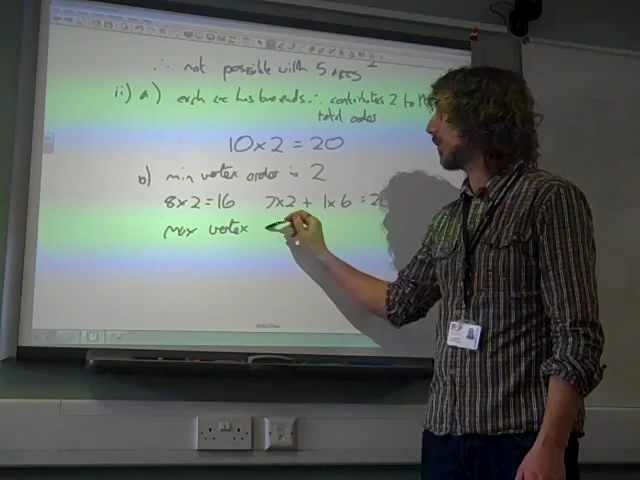 ∴ not possible with 5 arcs
ii) a) each arc has two ends ∴ contributes 2 to the
total order
10 x 2 = 20
b) min vertex order is 2
8 x 2 = 16 7 x 2 + 1 x 6 = 20
max vertex